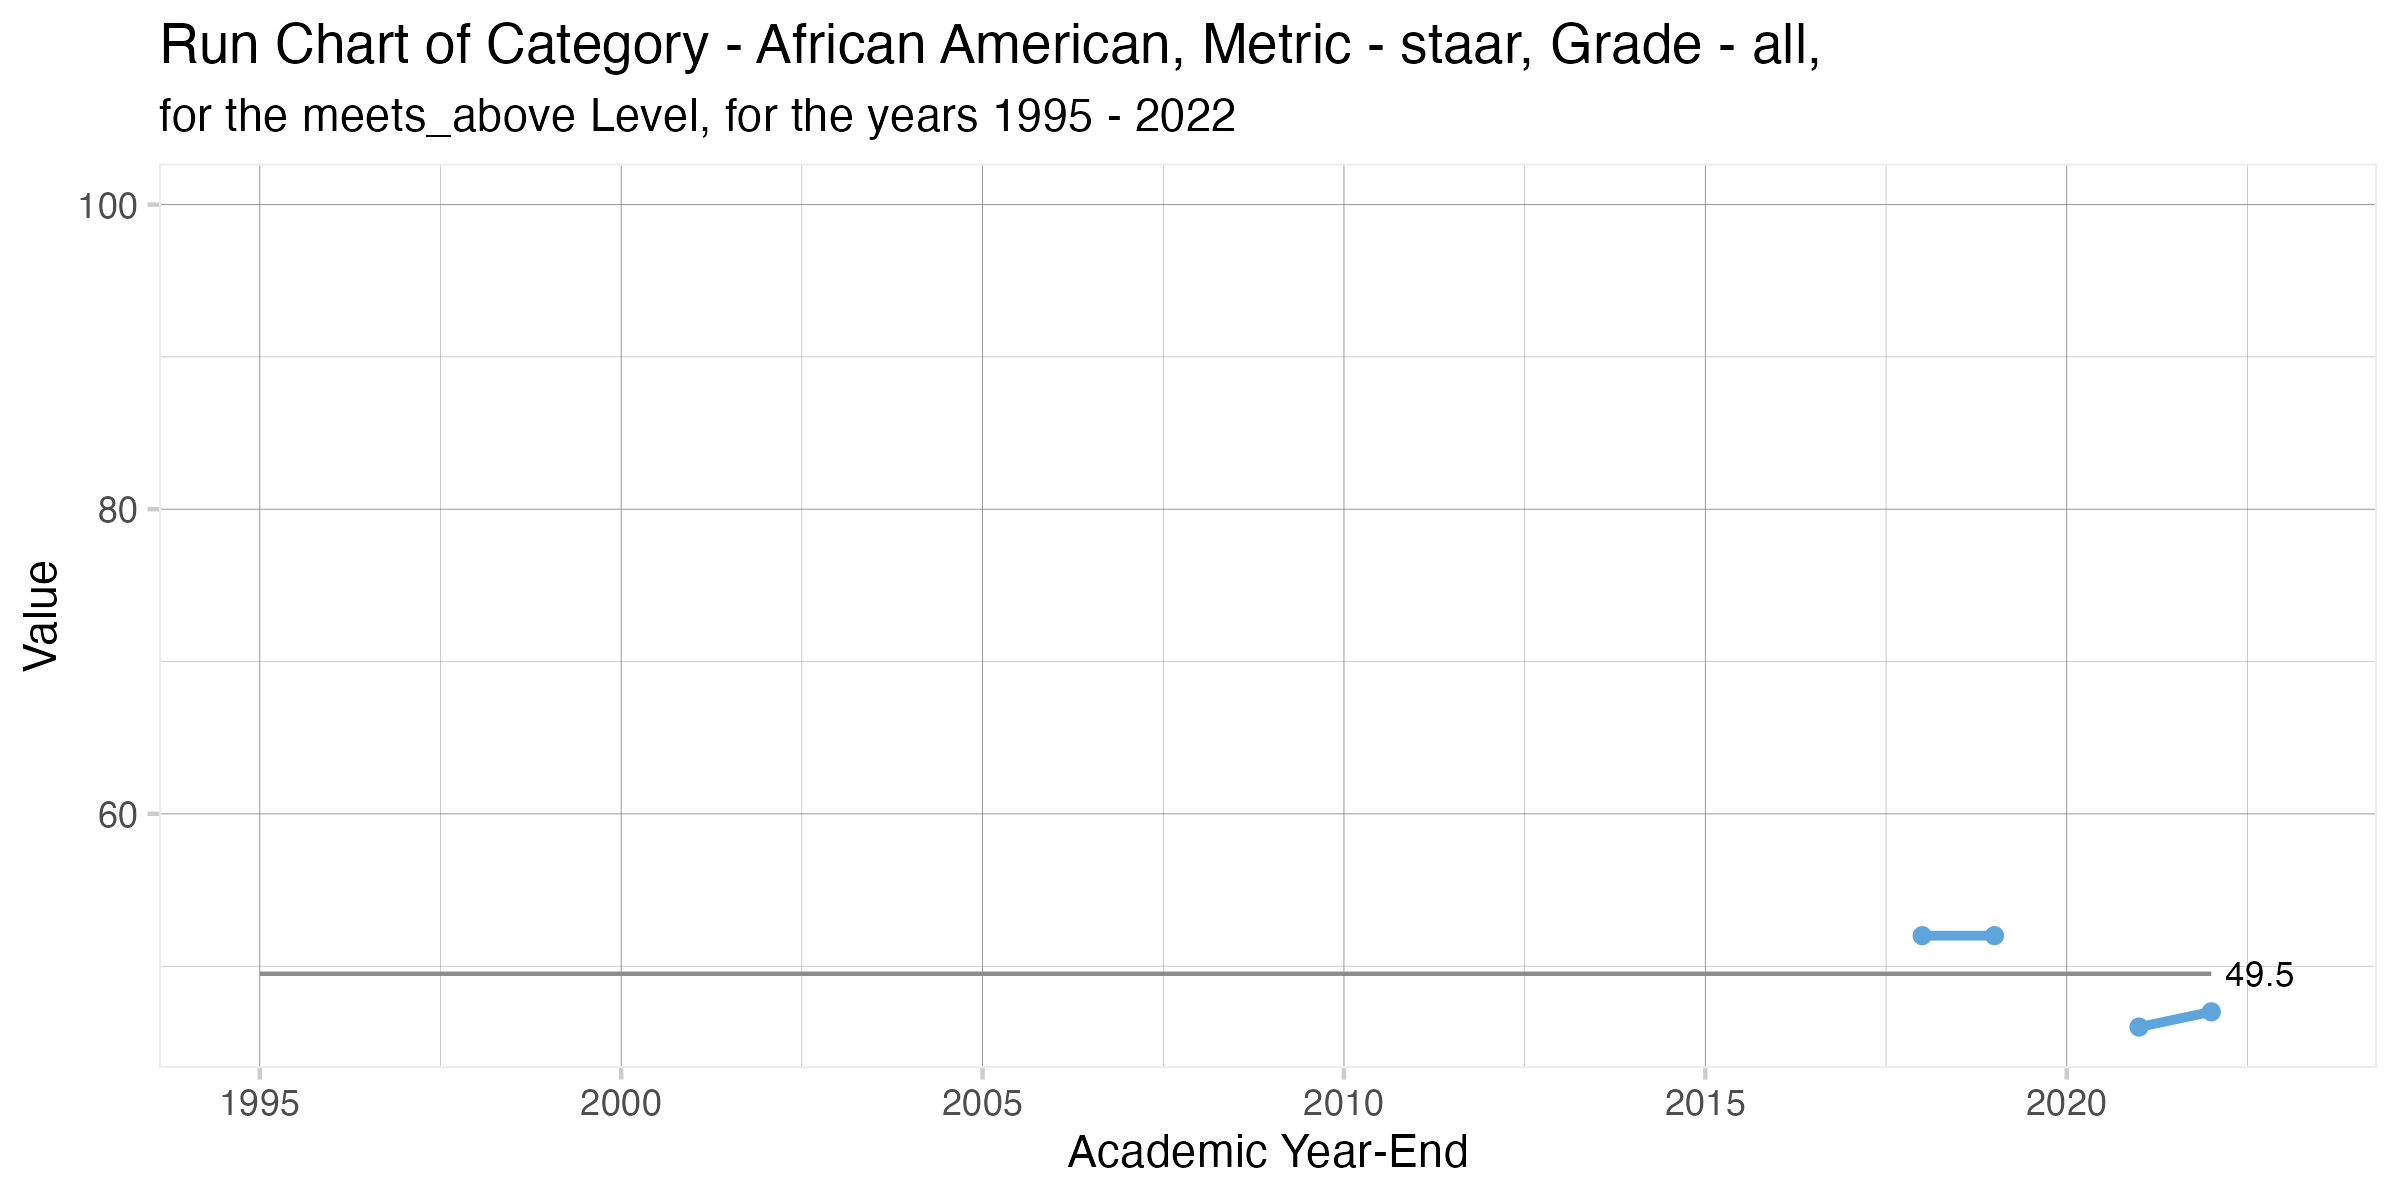 Run Chart of Category - African American, Metric - staar, Grade - all,
for the meets_above Level, for the years 1995 - 2022
100
80
60
Value
49.5
1995 2000 2005 2010 2015 2020
Academic Year-End